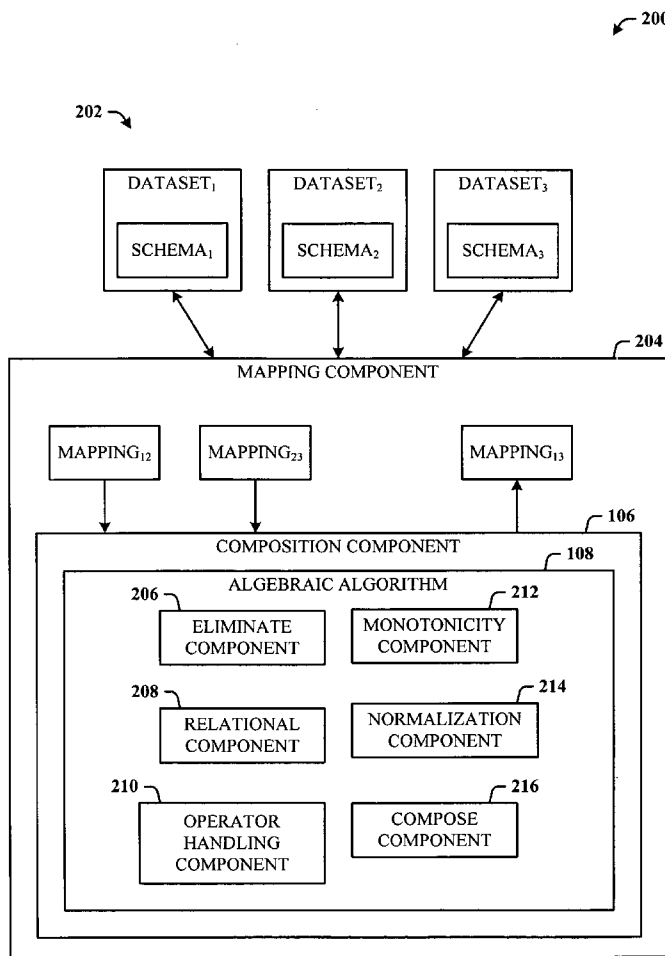 200
202
DATASET₁
DATASET₂
DATASET₃
SCHEMA₁
SCHEMA₂
SCHEMA₃
204
MAPPING COMPONENT
MAPPING₁₂
MAPPING₂₃
MAPPING₁₃
106
COMPOSITION COMPONENT
108
ALGEBRAIC ALGORITHM
206
212
ELIMINATE
COMPONENT
MONOTONICITY
COMPONENT
208
214
RELATIONAL
COMPONENT
NORMALIZATION
COMPONENT
210
216
OPERATOR
HANDLING
COMPONENT
COMPOSE
COMPONENT